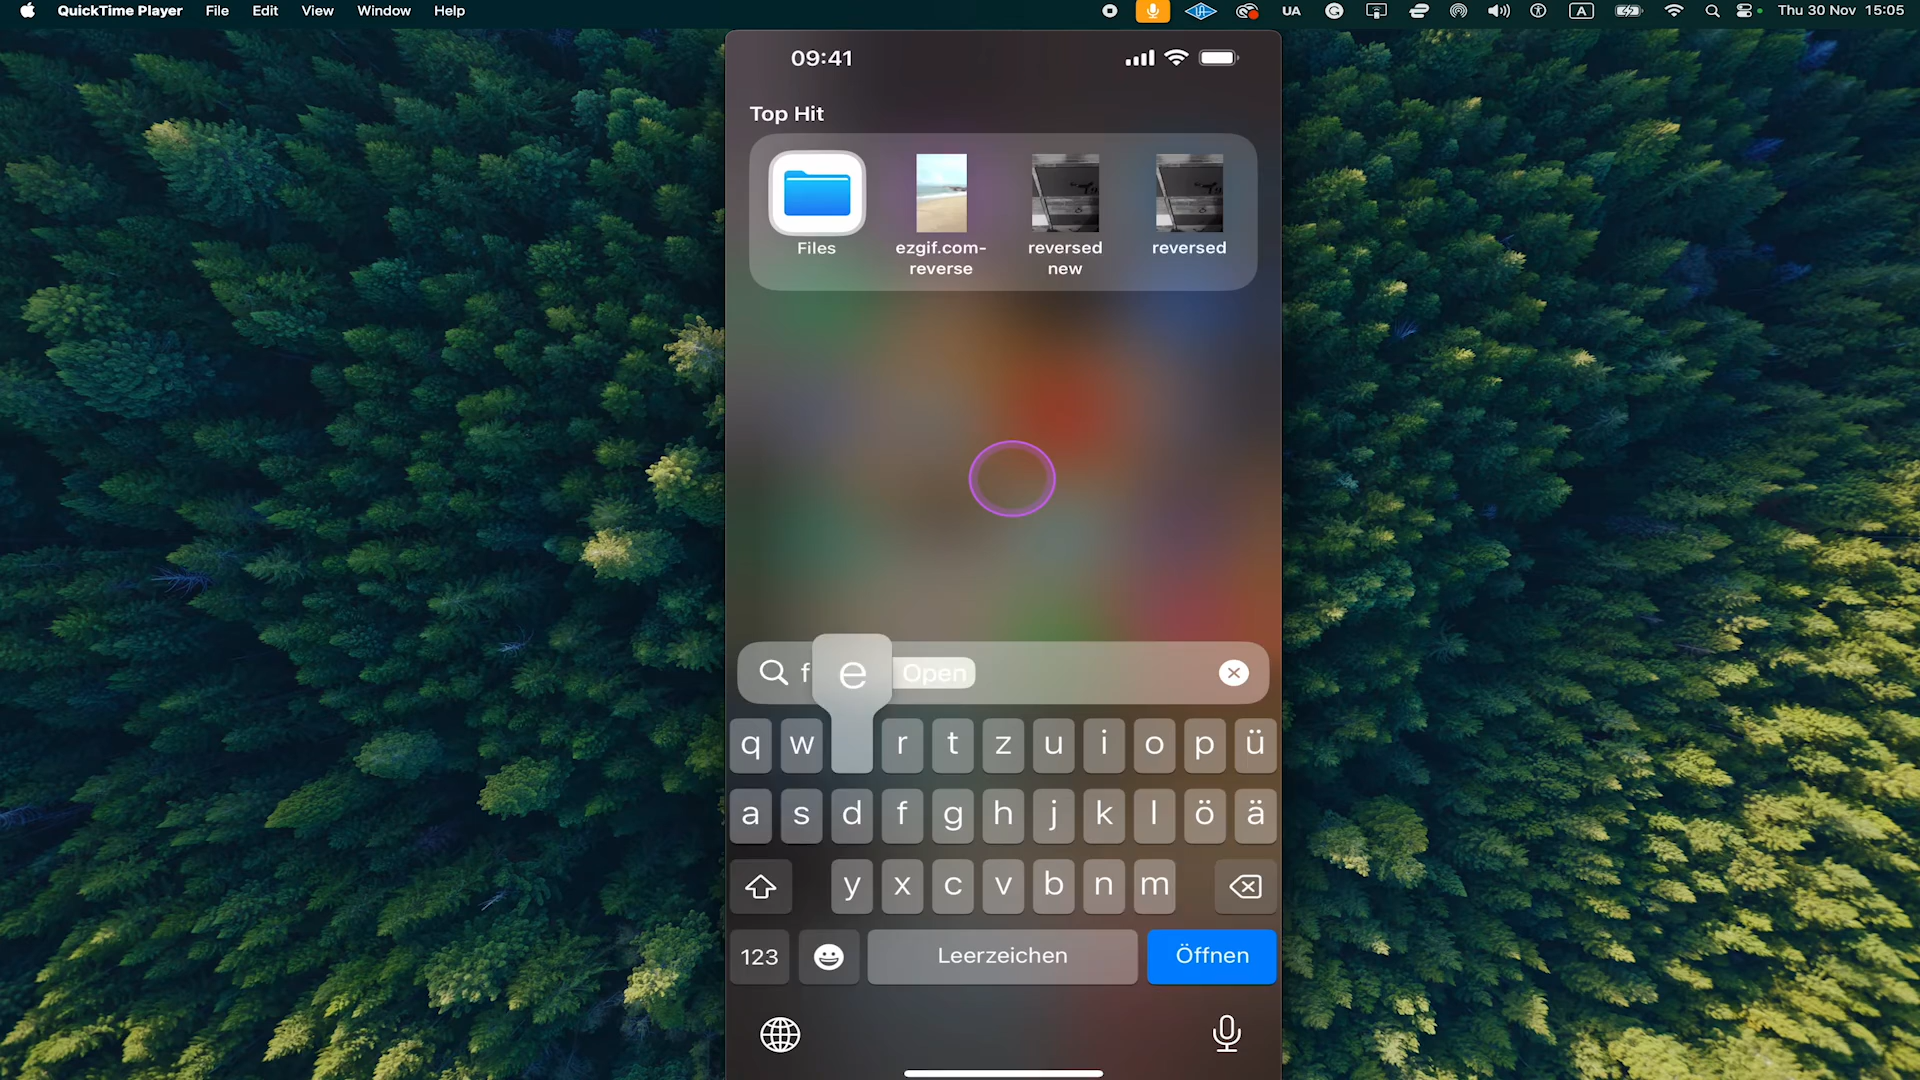 QuickTime Player File Edit View Window Help UA A Thu 30 Nov 15:05
09:41
Top Hit
Files
ezgif.com-
reverse
reversed
new
reversed
f e Open
q w r t z u i o p ü
a s d f g h j k l ö ä
y x c v b n m
123 Leerzeichen Öffnen